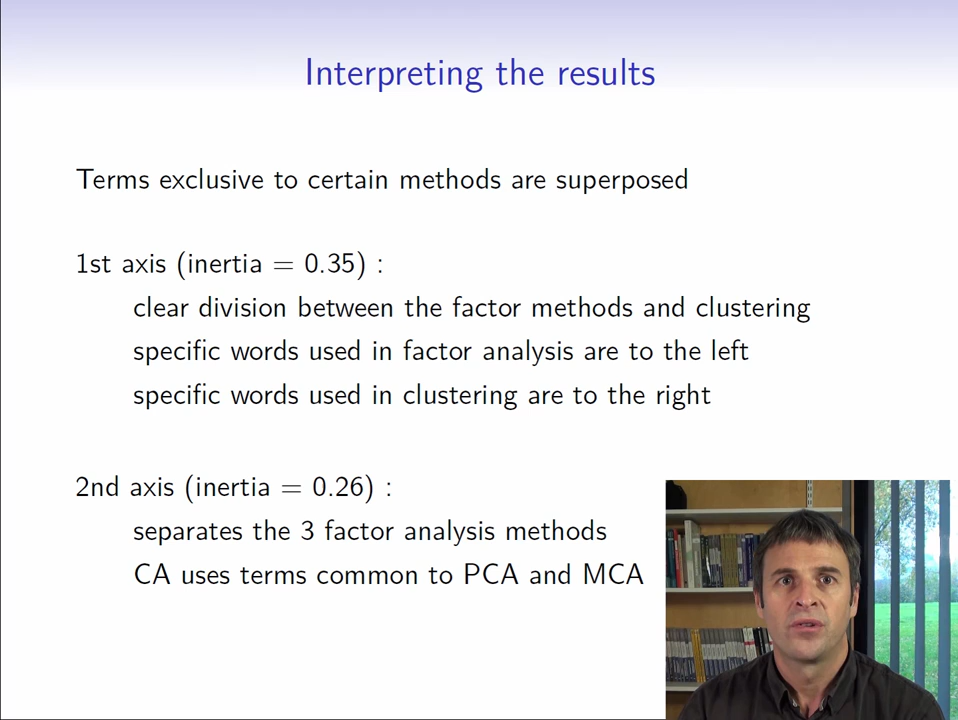 Interpreting the results
Terms exclusive to certain methods are superposed
1st axis (inertia = 0.35) :
clear division between the factor methods and clustering
specific words used in factor analysis are to the left
specific words used in clustering are to the right
2nd axis (inertia = 0.26) :
separates the 3 factor analysis methods
CA uses terms common to PCA and MCA